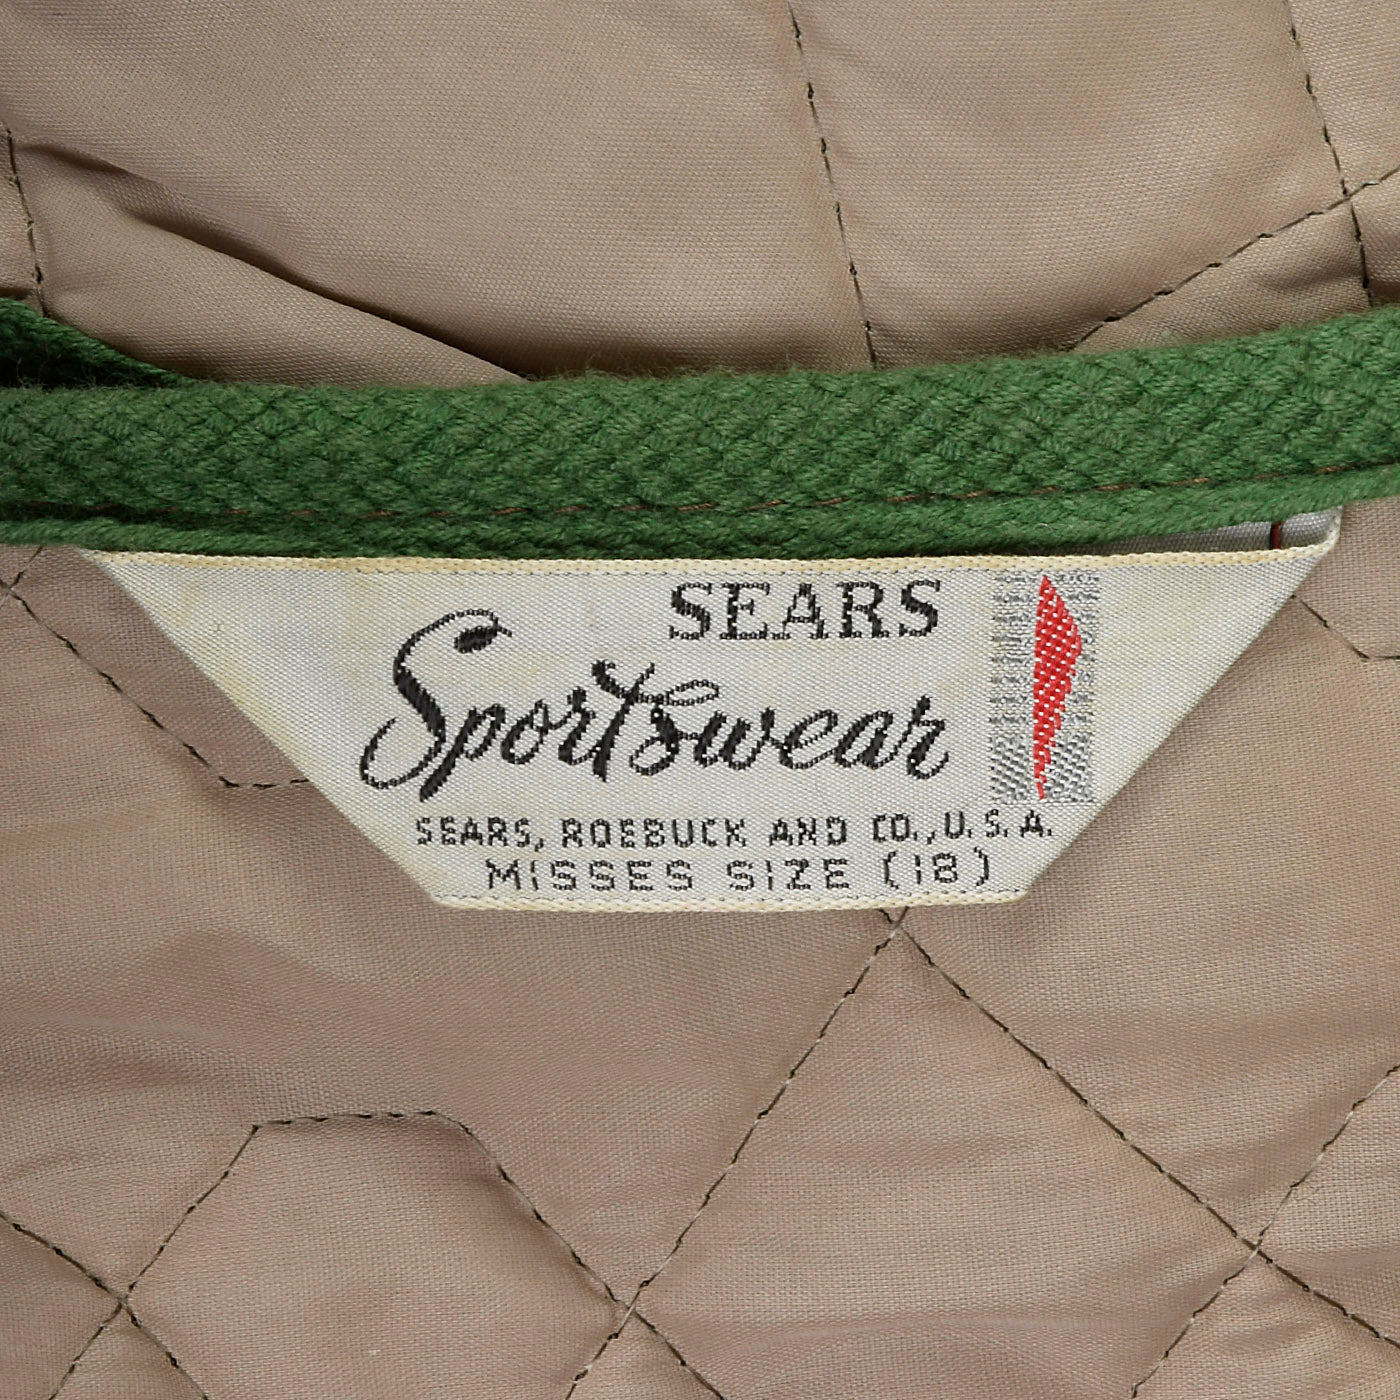 SEARS
Sportswear
SEARS, ROEBUCK AND CO., U.S.A.
MISSES SIZE (18)